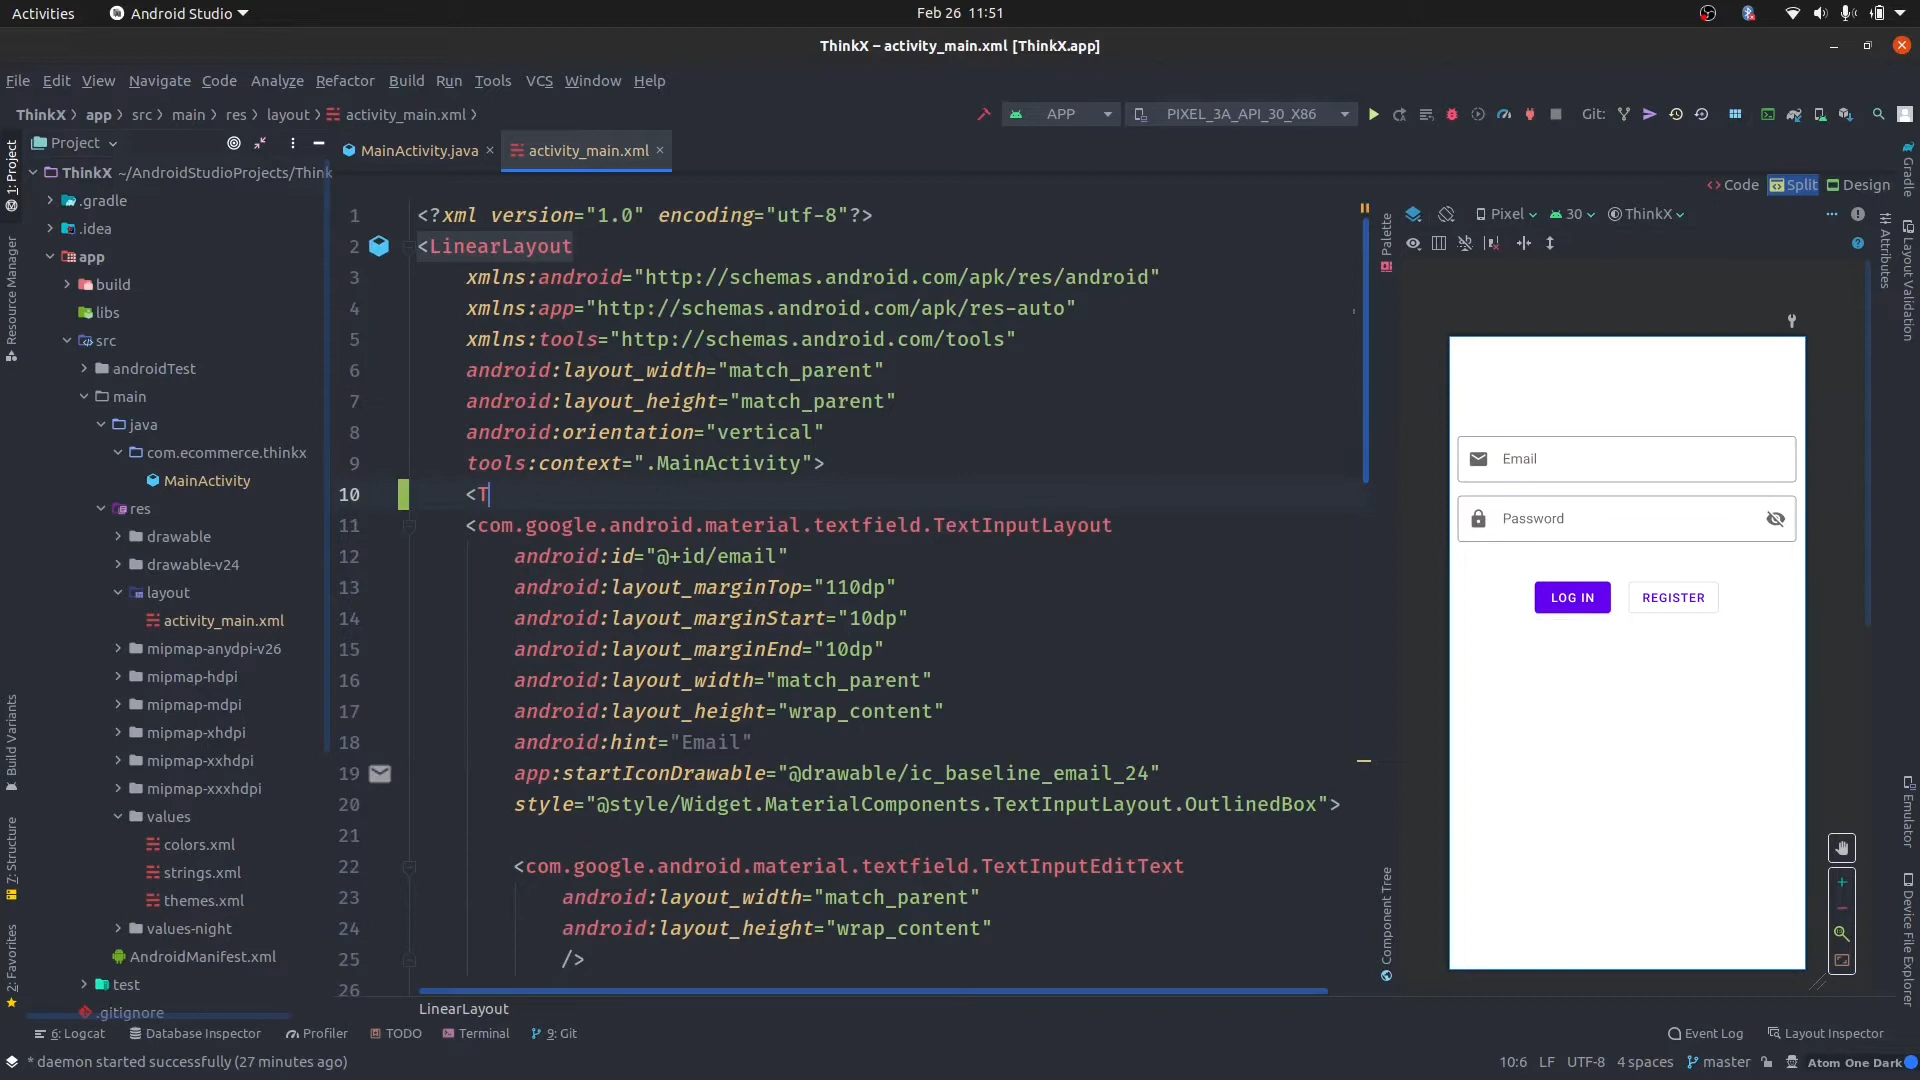 Activities
Android Studio
Feb 26 11:51
ThinkX – activity_main.xml [ThinkX.app]
File Edit View Navigate Code Analyze Refactor Build Run Tools VCS Window Help
ThinkX app src main res layout activity_main.xml
APP
PIXEL_3A_API_30_X86
Git:
1: Project
Resource Manager
Build Variants
7: Structure
2: Favorites
Project
ThinkX ~/AndroidStudioProjects/Think
.gradle
.idea
app
build
libs
src
androidTest
main
java
com.ecommerce.thinkx
MainActivity
res
drawable
drawable-v24
layout
activity_main.xml
mipmap-anydpi-v26
mipmap-hdpi
mipmap-mdpi
mipmap-xhdpi
mipmap-xxhdpi
mipmap-xxxhdpi
values
colors.xml
strings.xml
themes.xml
values-night
AndroidManifest.xml
test
.gitignore
MainActivity.java
activity_main.xml
1 <?xml version="1.0" encoding="utf-8"?>
2 <LinearLayout
3 xmlns:android="http://schemas.android.com/apk/res/android"
4 xmlns:app="http://schemas.android.com/apk/res-auto"
5 xmlns:tools="http://schemas.android.com/tools"
6 android:layout_width="match_parent"
7 android:layout_height="match_parent"
8 android:orientation="vertical"
9 tools:context=".MainActivity">
10 <T
11 <com.google.android.material.textfield.TextInputLayout
12 android:id="@+id/email"
13 android:layout_marginTop="110dp"
14 android:layout_marginStart="10dp"
15 android:layout_marginEnd="10dp"
16 android:layout_width="match_parent"
17 android:layout_height="wrap_content"
18 android:hint="Email"
19 app:startIconDrawable="@drawable/ic_baseline_email_24"
20 style="@style/Widget.MaterialComponents.TextInputLayout.OutlinedBox">
21
22 <com.google.android.material.textfield.TextInputEditText
23 android:layout_width="match_parent"
24 android:layout_height="wrap_content"
25 />
26
LinearLayout
Code Split Design
Palette
Component Tree
Pixel 30 ThinkX
Email
Password
LOG IN REGISTER
Gradle
Attributes
Layout Validation
Emulator
Device File Explorer
6: Logcat Database Inspector Profiler TODO Terminal 9: Git
Event Log Layout Inspector
* daemon started successfully (27 minutes ago)
10:6 LF UTF-8 4 spaces master Atom One Dark